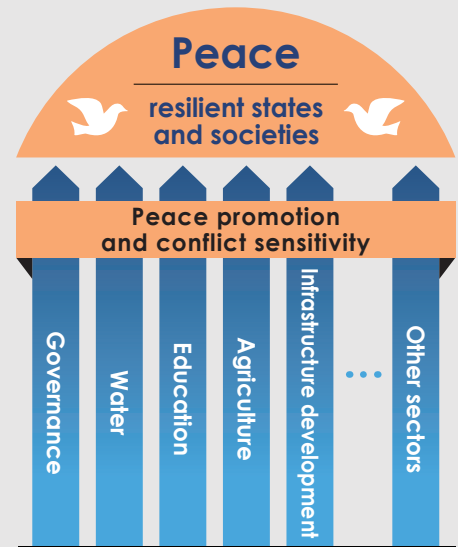 Peace
resilient states
and societies
Peace promotion
and conflict sensitivity
Governance
Water
Education
Agriculture
Infrastructure development
...
Other sectors